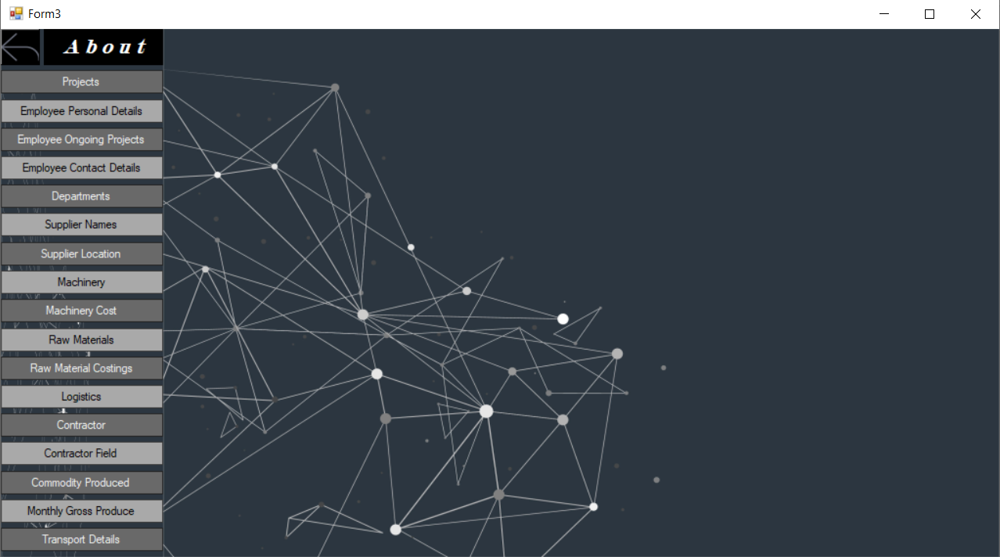 Form3
About
Projects
Employee Personal Details
Employee Ongoing Projects
Employee Contact Details
Departments
Supplier Names
Supplier Location
Machinery
Machinery Cost
Raw Materials
Raw Material Costings
Logistics
Contractor
Contractor Field
Commodity Produced
Monthly Gross Produce
Transport Details